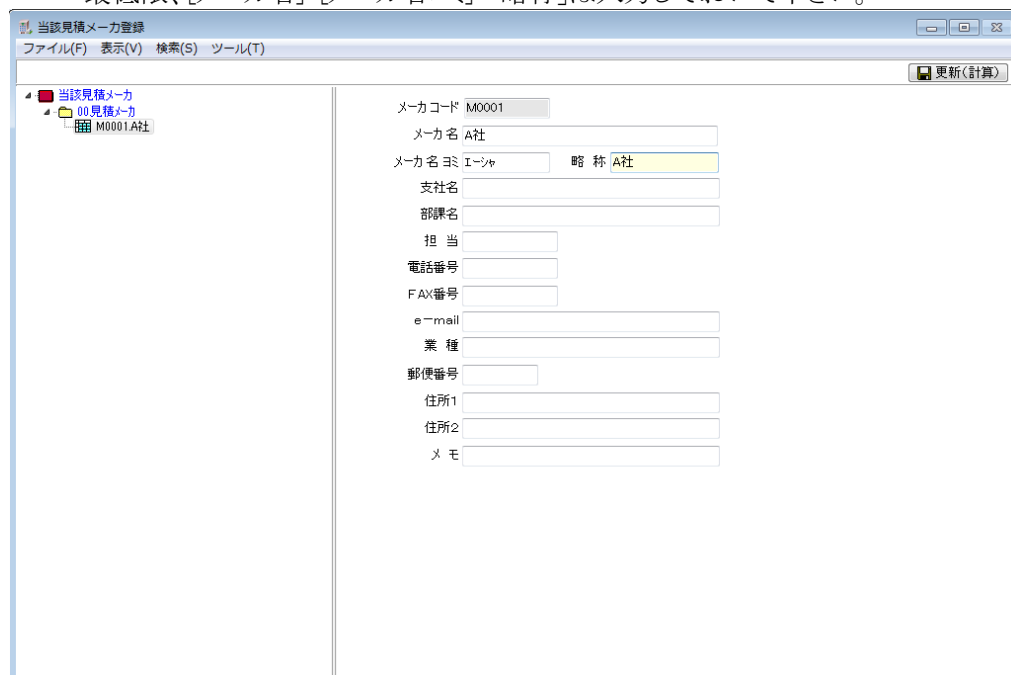 当該見積メーカ登録
ファイル(F) 表示(V) 検索(S) ツール(T)
更新(計算)
当該見積メーカ
00見積メーカ
M0001.A社
メーカコード M0001
メーカ名 A社
メーカ名ヨミ エーシャ 略 称 A社
支社名
部課名
担 当
電話番号
FAX番号
e-mail
業 種
郵便番号
住所1
住所2
メ モ